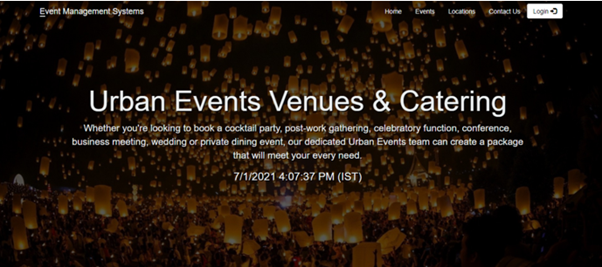 Event Management Systems
Home Events Locations Contact Us Login
Urban Events Venues & Catering
Whether you're looking to book a cocktail party, post-work gathering, celebratory function, conference,
business meeting, wedding or private dining event, our dedicated Urban Events team can create a package
that will meet your every need.
7/1/2021 4:07:37 PM (IST)